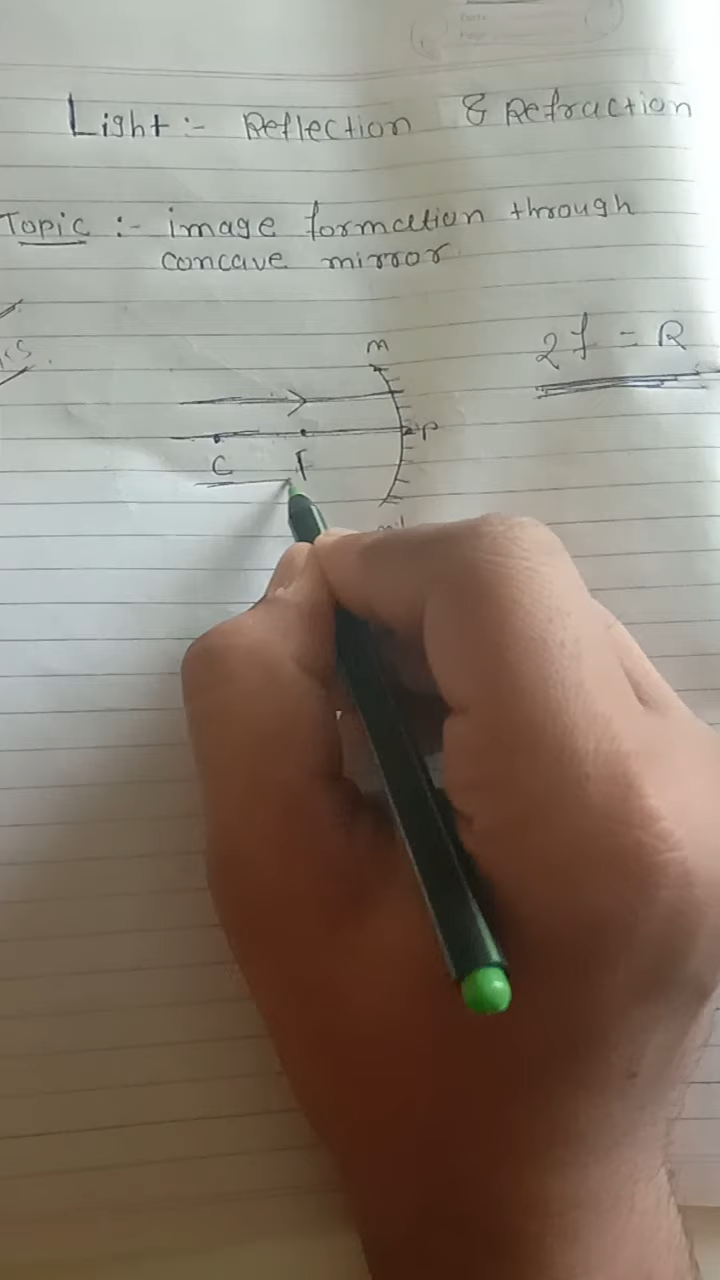 Light :- Reflection & Refraction
Topic :- image formation through
concave mirror
2f = R
M
P
C F